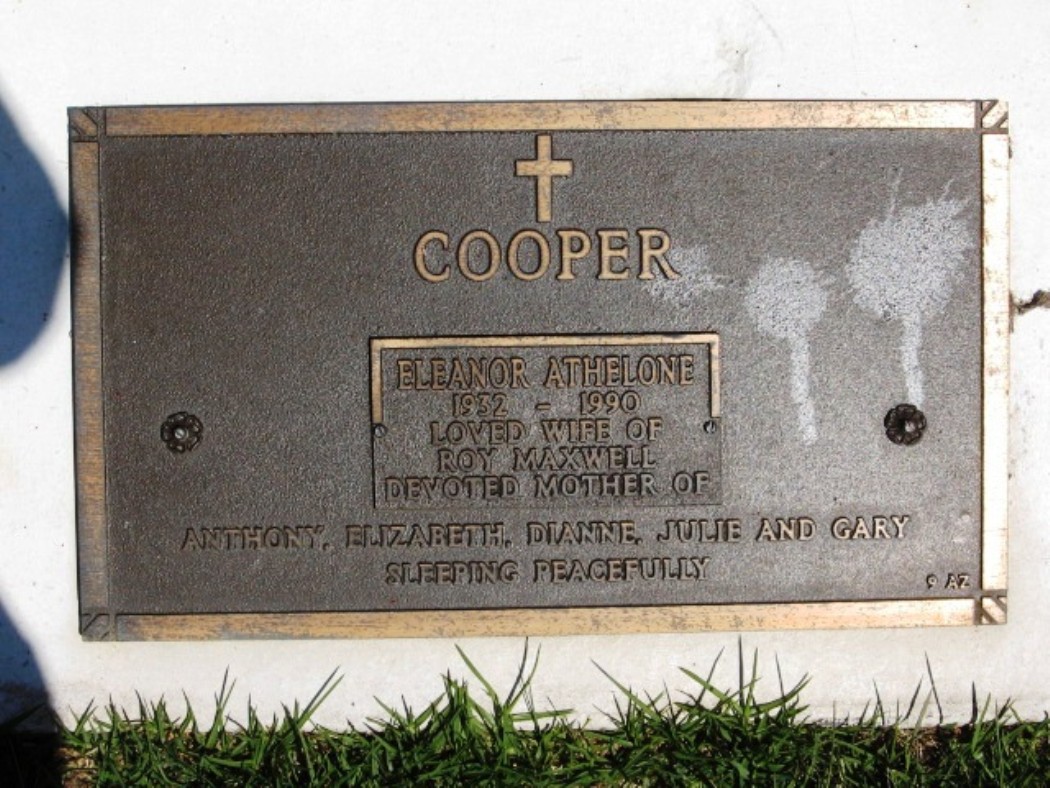 COOPER
ELEANOR ATHELONE
1932 - 1990
LOVED WIFE OF
ROY MAXWELL
DEVOTED MOTHER OF
ANTHONY, ELIZABETH, DIANNE, JULIE AND GARY
SLEEPING PEACEFULLY
9 AZ